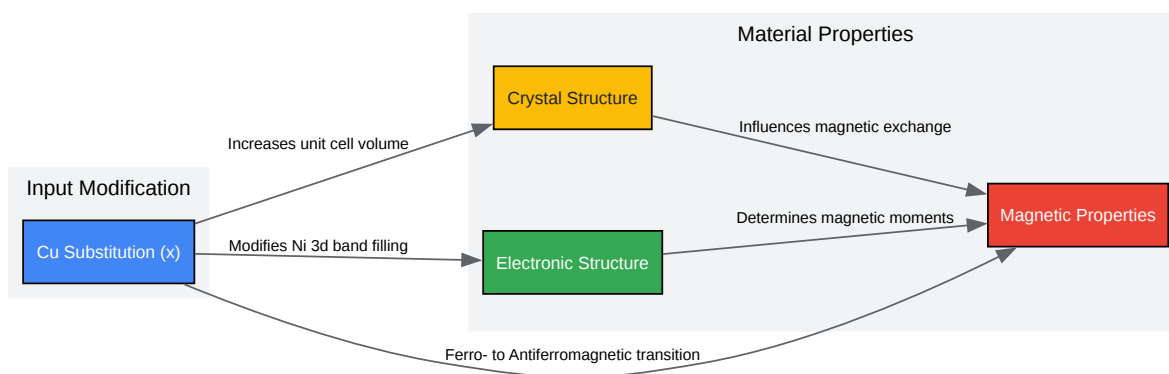 Material Properties
Crystal Structure
Increases unit cell volume
Influences magnetic exchange
Input Modification
Cu Substitution (x)
Modifies Ni 3d band filling
Electronic Structure
Determines magnetic moments
Magnetic Properties
Ferro- to Antiferromagnetic transition